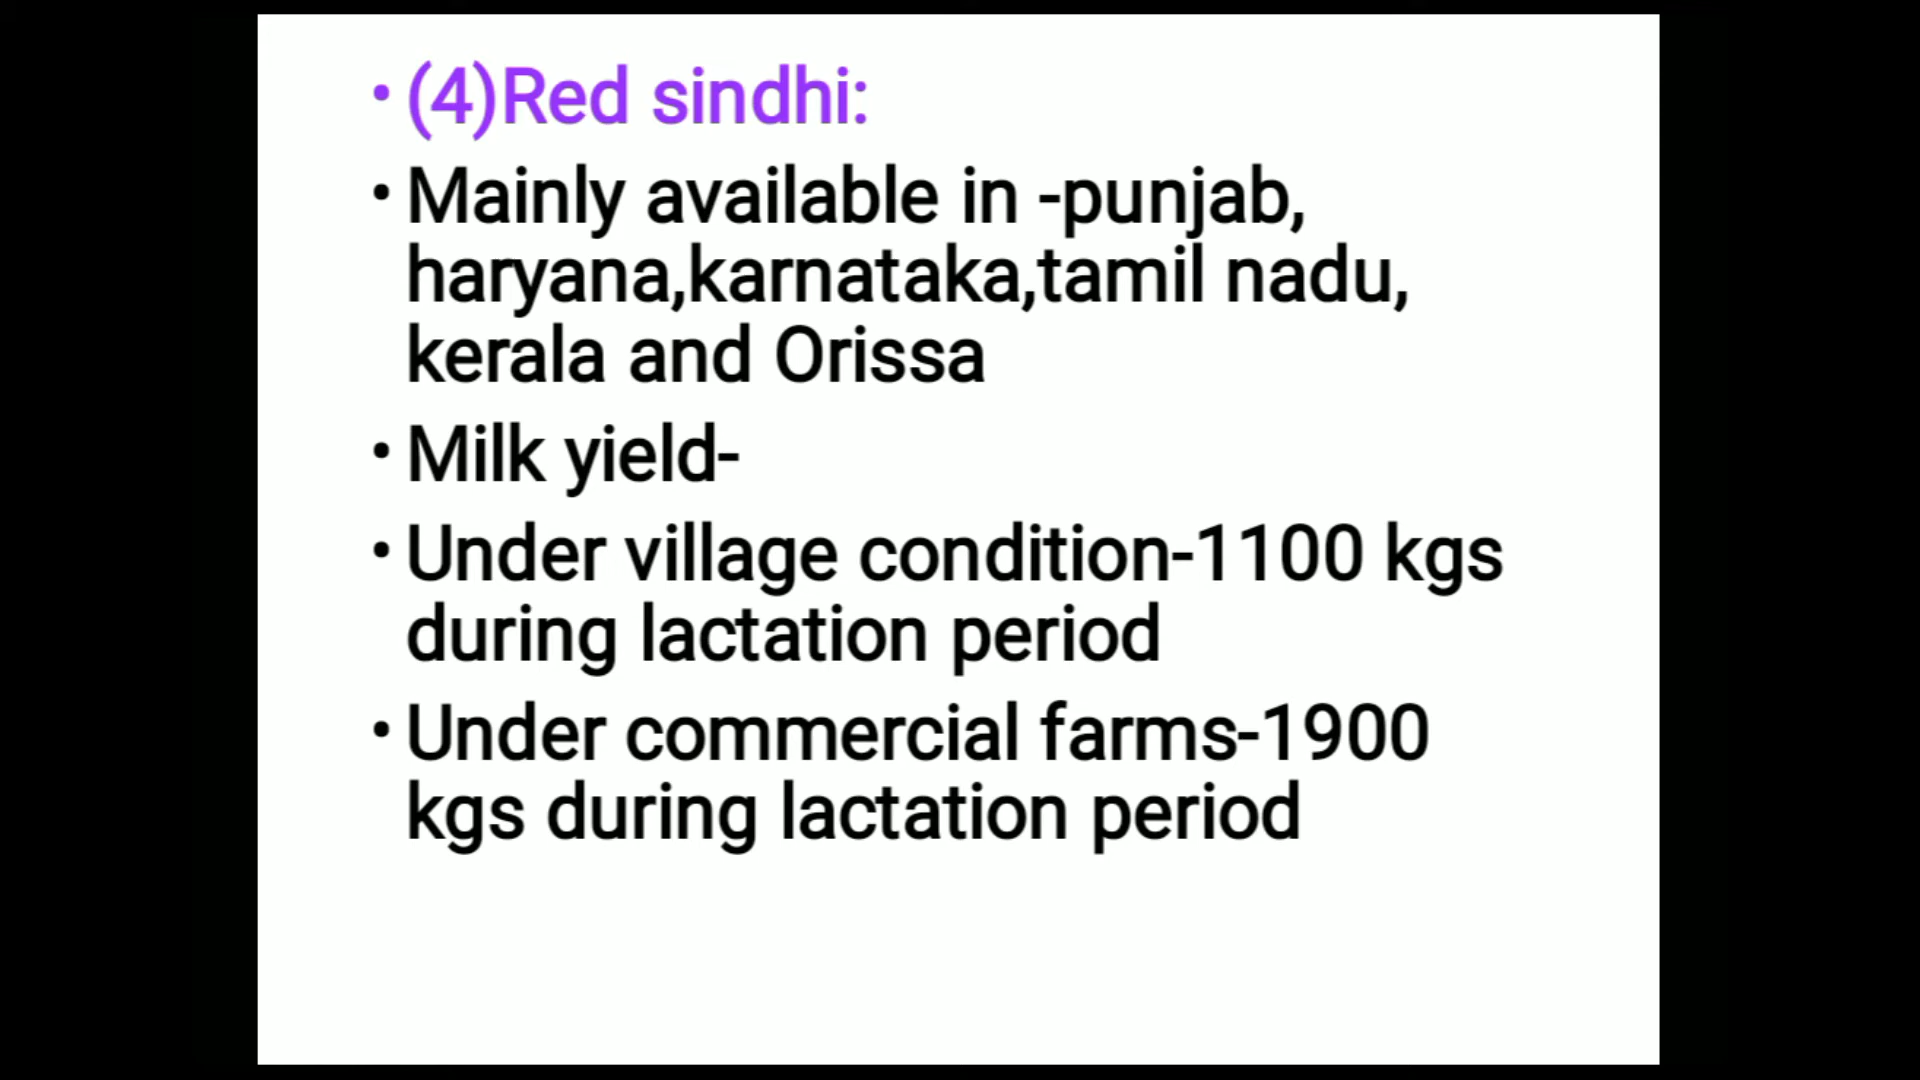 • (4)Red sindhi:
• Mainly available in -punjab,
haryana,karnataka,tamil nadu,
kerala and Orissa
• Milk yield-
• Under village condition-1100 kgs
during lactation period
• Under commercial farms-1900
kgs during lactation period